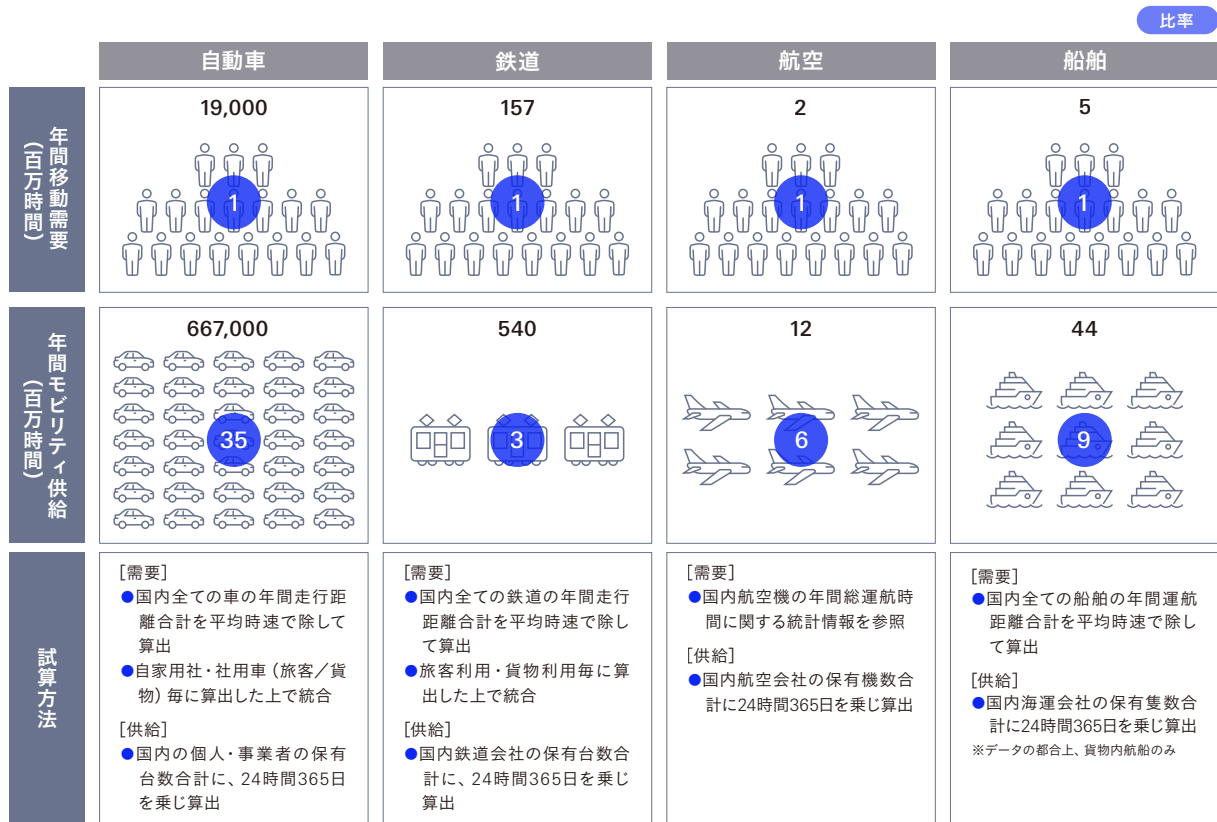 比率
自動車
鉄道
航空
船舶
年間移動需要
(百万時間)
19,000
1
157
1
2
1
5
1
年間モビリティ供給
(百万時間)
667,000
35
540
3
12
6
44
9
試算方法
[需要]
●国内全ての車の年間走行距
離合計を平均時速で除して
算出
●自家用社・社用車(旅客/貨
物)毎に算出した上で統合
[供給]
●国内の個人・事業者の保有
台数合計に、24時間365日
を乗じ算出
[需要]
●国内全ての鉄道の年間走行
距離合計を平均時速で除し
て算出
●旅客利用・貨物利用毎に算
出した上で統合
[供給]
●国内鉄道会社の保有台数合
計に、24時間365日を乗じ
算出
[需要]
●国内航空機の年間総運航時
間に関する統計情報を参照
[供給]
●国内航空会社の保有機数合
計に24時間365日を乗じ算出
[需要]
●国内全ての船舶の年間運航
距離合計を平均時速で除し
て算出
[供給]
●国内海運会社の保有隻数合
計に24時間365日を乗じ算出
※データの都合上、貨物内航船のみ